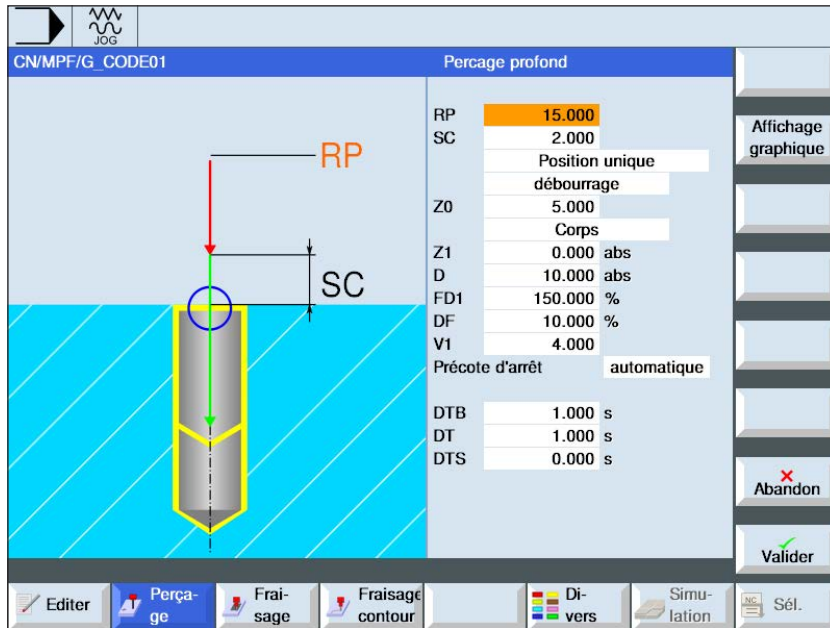 JOG
CN/MPF/G_CODE01
Percage profond
RP
SC
RP 15.000
SC 2.000
Position unique
débourrage
Z0 5.000
Corps
Z1 0.000 abs
D 10.000 abs
FD1 150.000 %
DF 10.000 %
V1 4.000
Précote d'arrêt automatique
DTB 1.000 s
DT 1.000 s
DTS 0.000 s
Affichage
graphique
Abandon
Valider
Editer
Perça-
ge
Frai-
sage
Fraisage
contour
Di-
vers
Simu-
lation
NC
Sél.